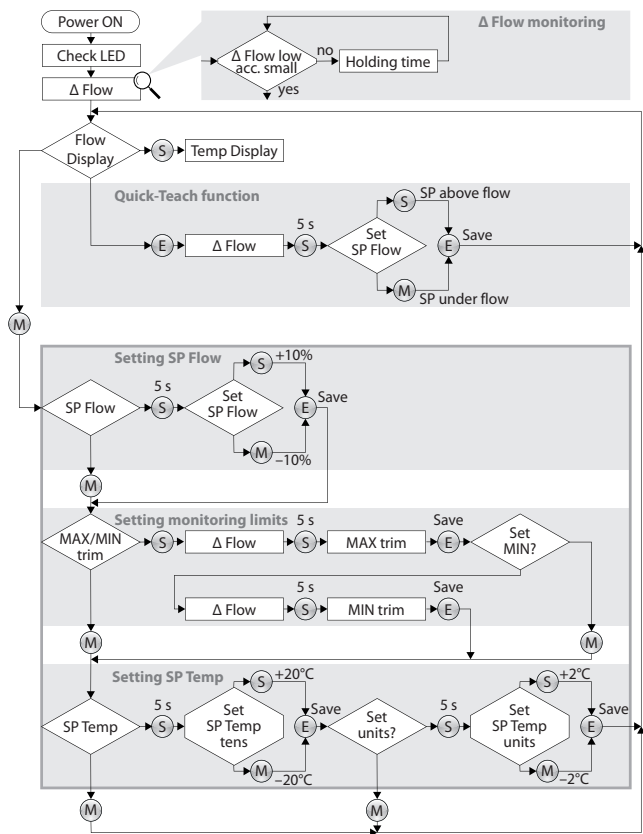 Power ON
Check LED
Δ Flow
Δ Flow monitoring
Δ Flow low
acc. small
no
Holding time
yes
Flow
Display
S
Temp Display
Quick-Teach function
E
Δ Flow
5 s
S
Set
SP Flow
S
SP above flow
E
Save
M
SP under flow
M
Setting SP Flow
SP Flow
5 s
S
Set
SP Flow
S
+10%
E
Save
M
–10%
M
Setting monitoring limits
MAX/MIN
trim
S
Δ Flow
5 s
S
MAX trim
Save
E
Set
MIN?
Δ Flow
5 s
S
MIN trim
Save
E
M
M
Setting SP Temp
SP Temp
5 s
S
Set
SP Temp
tens
S
+20°C
E
Save
M
–20°C
Set
units?
5 s
S
Set
SP Temp
units
S
+2°C
E
Save
M
–2°C
M
M